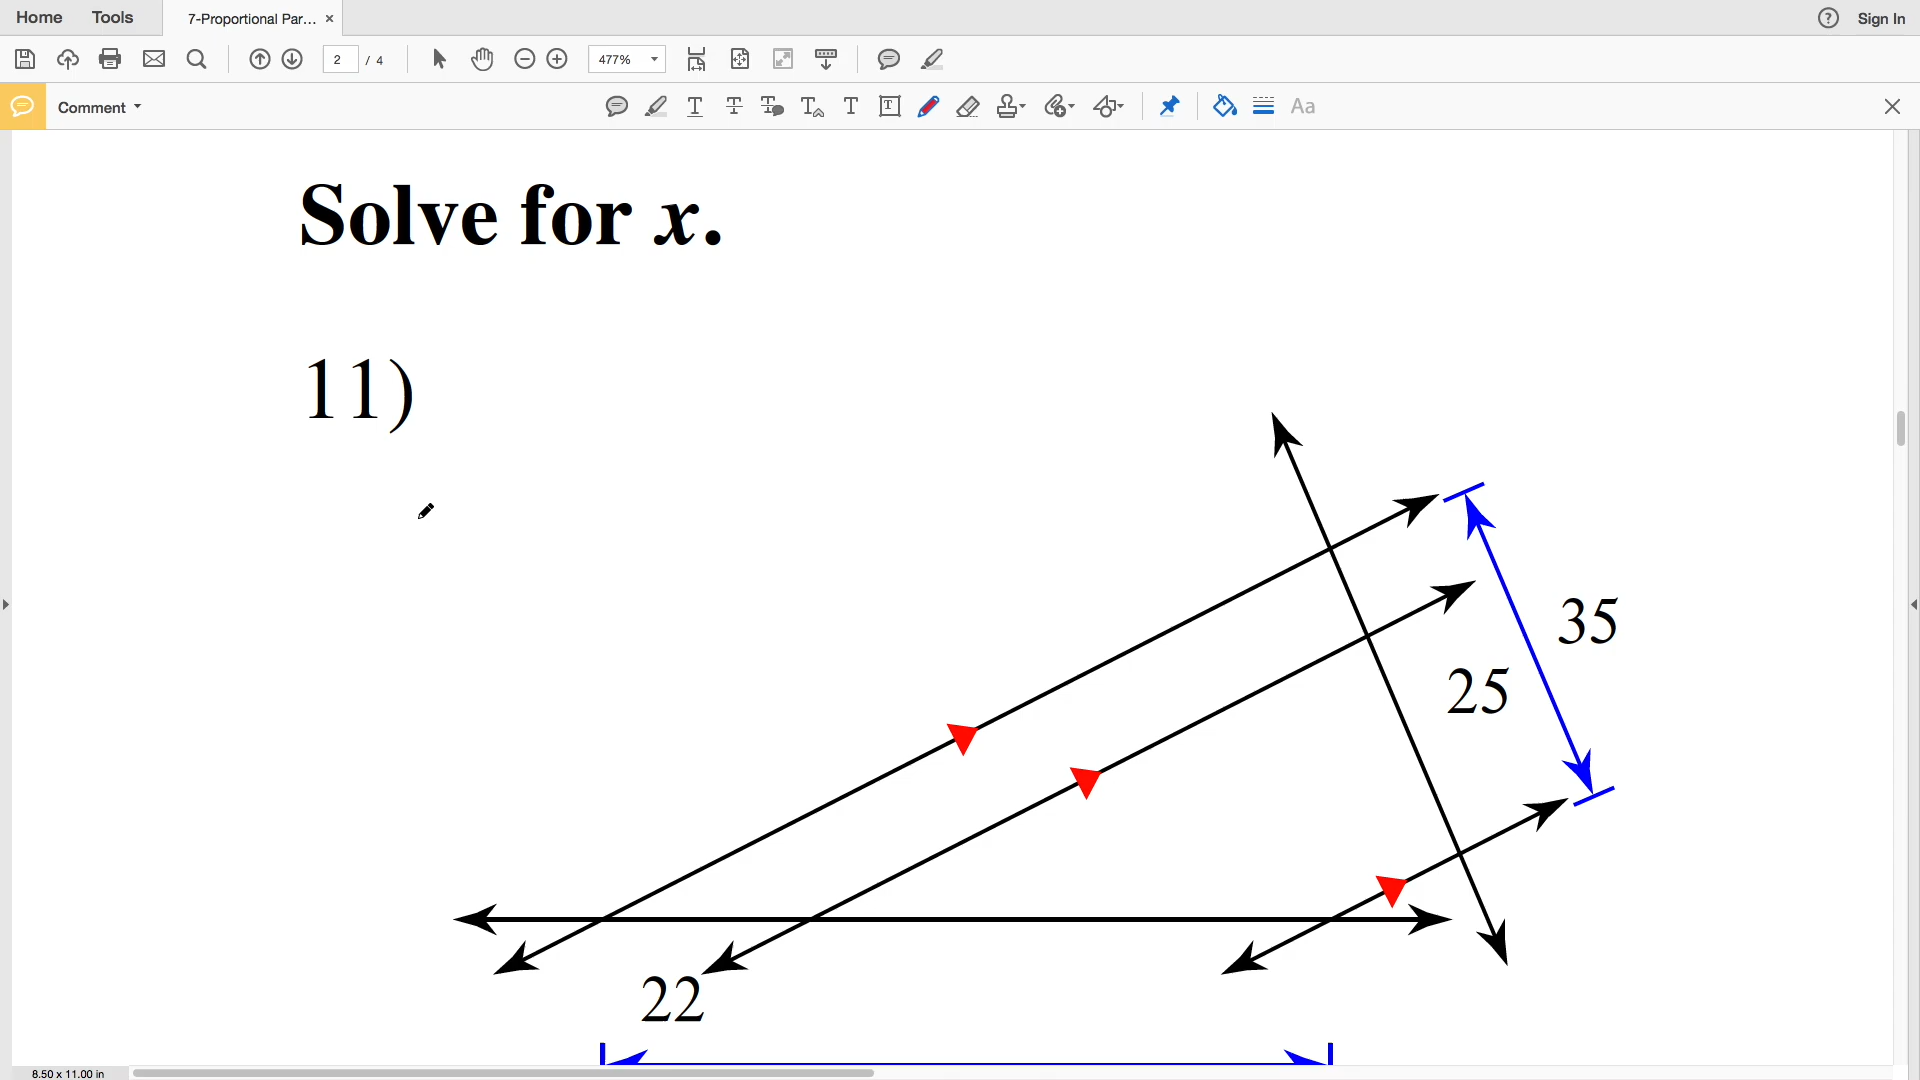 Home Tools 7-Proportional Par... × ? Sign In
2 / 4 477%
Comment Aa
Solve for x.
11)
35
25
22
8.50 x 11.00 in